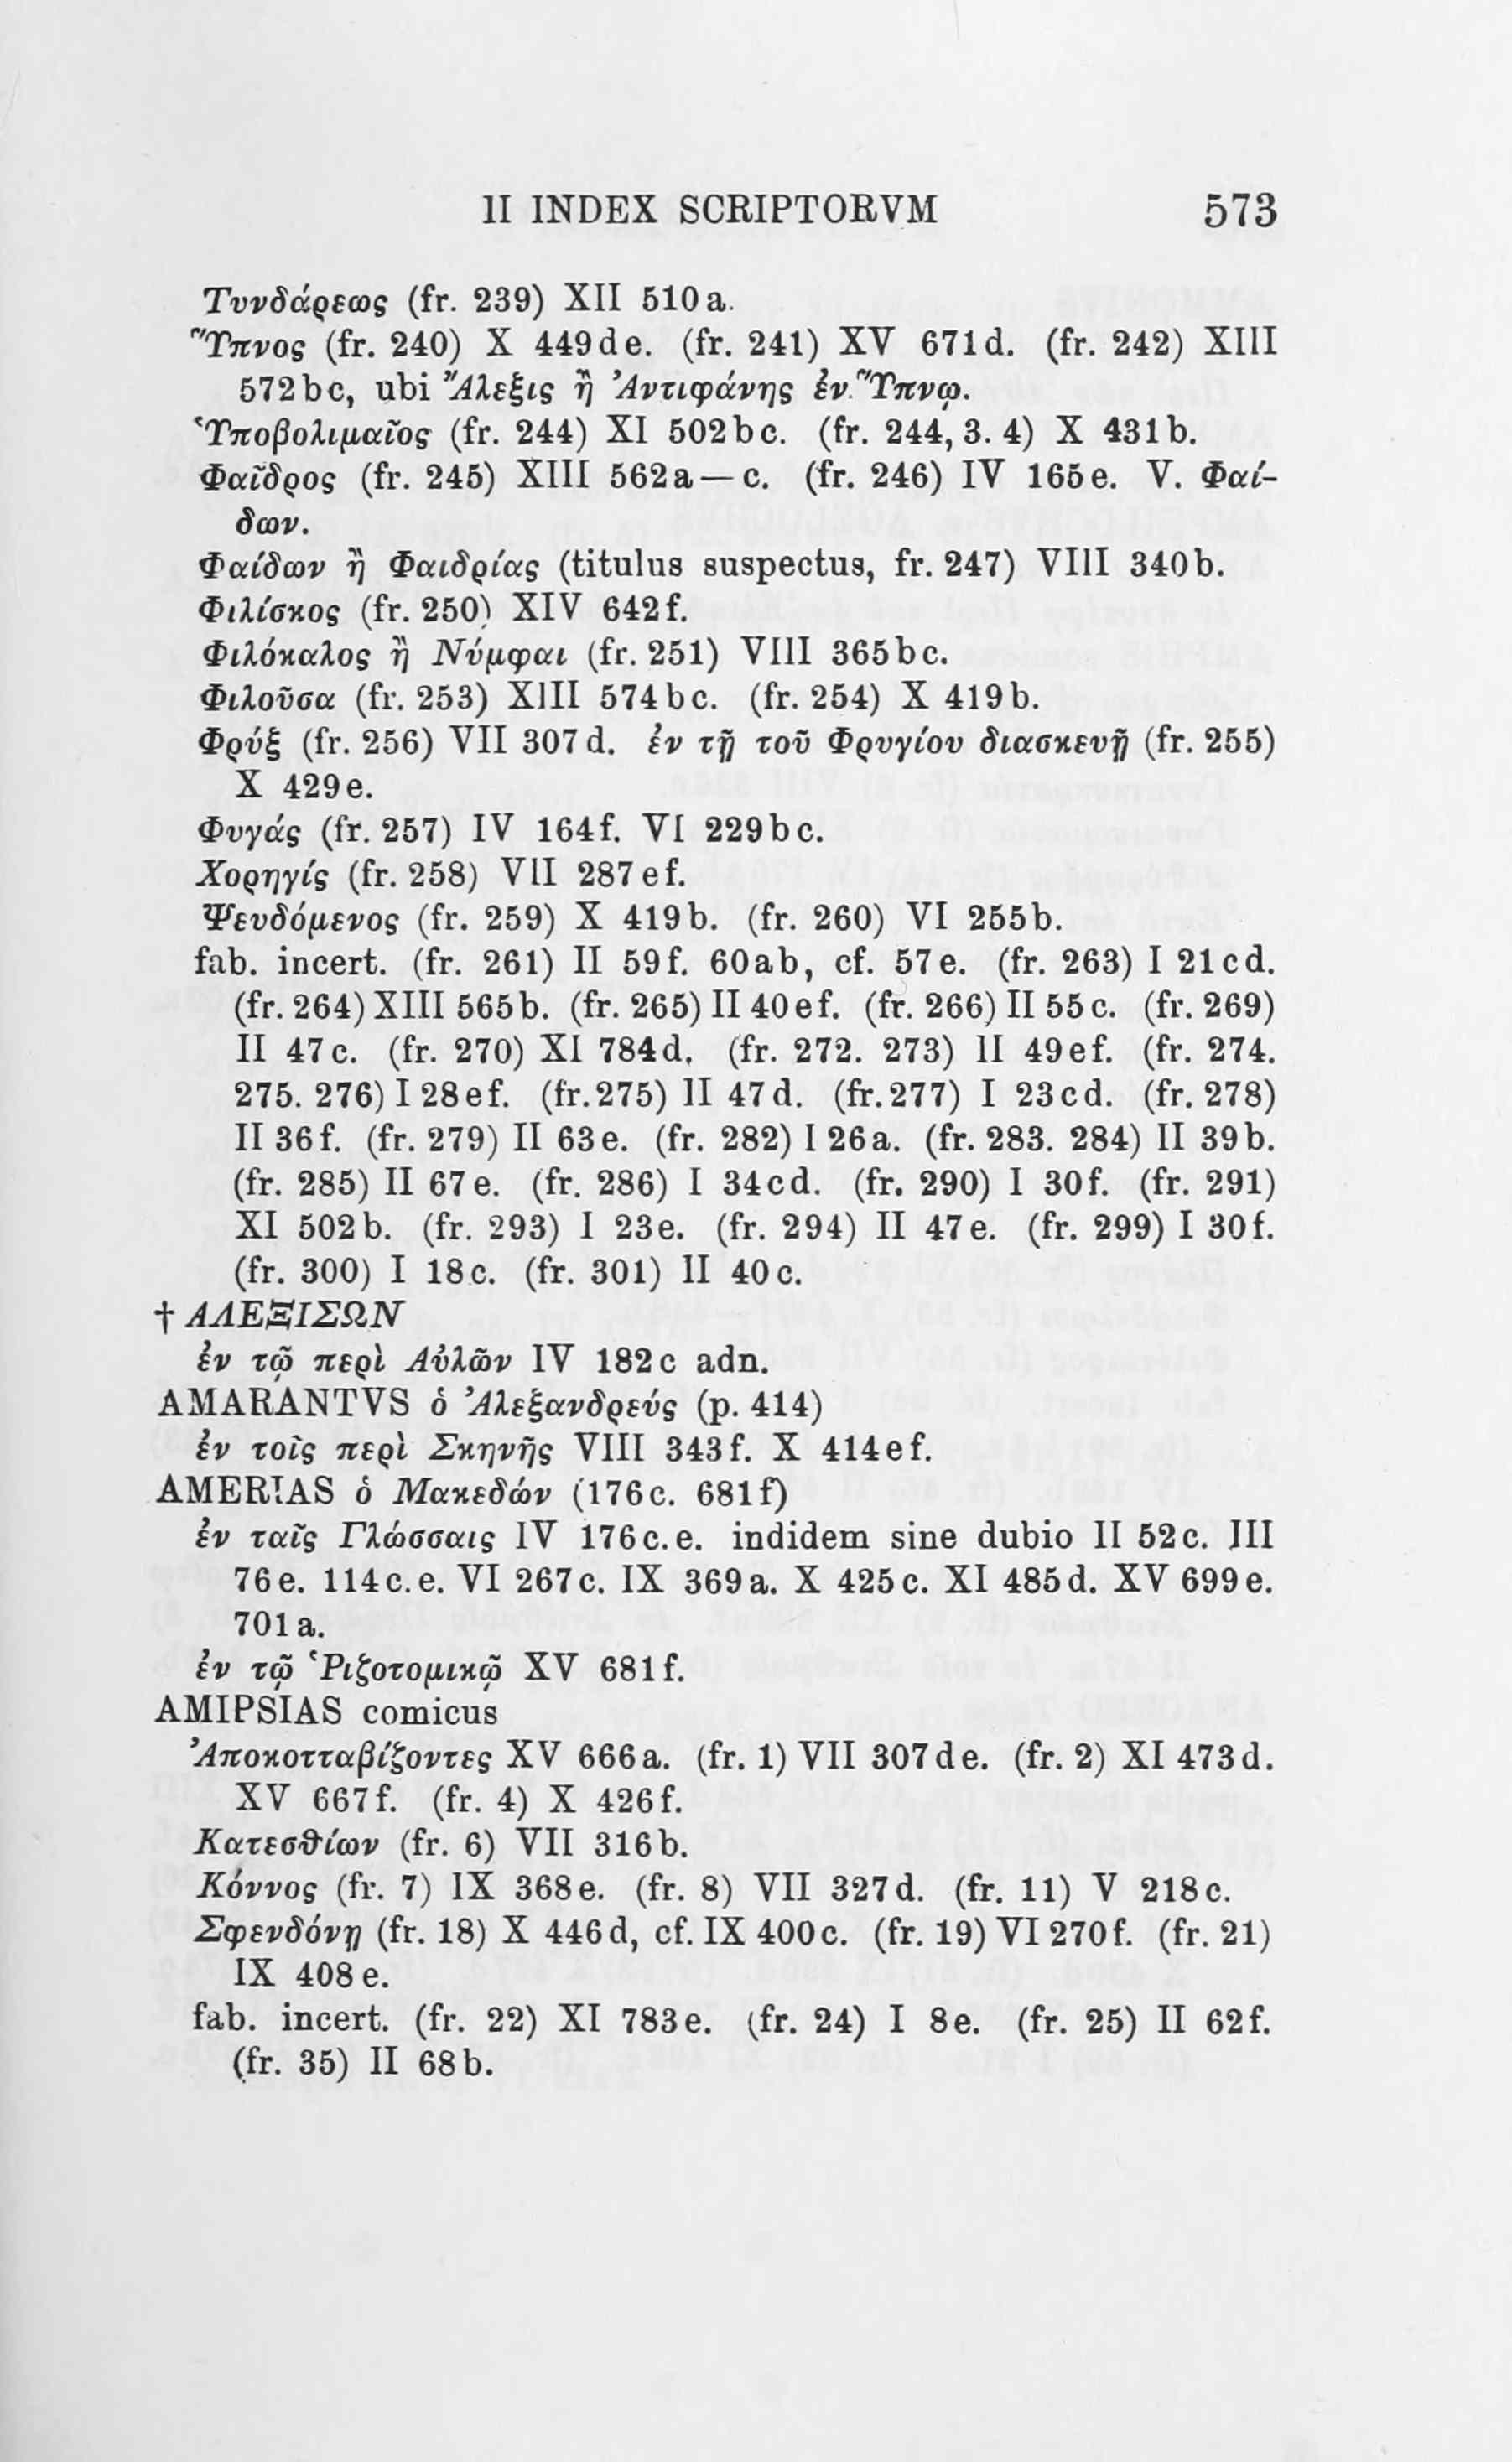 II INDEX SCRIPTORVM 573
Τυνδάρεως (fr. 239) XII 510a.
Ὕπνος (fr. 240) X 449de. (fr. 241) XV 671d. (fr. 242) XIII
572bc, ubi Ἄλεξις ἢ Ἀντιφάνης ἐν Ὕπνῳ.
Ὑποβολιμαῖος (fr. 244) XI 502bc. (fr. 244, 3. 4) X 431b.
Φαῖδρος (fr. 245) XIII 562a—c. (fr. 246) IV 165e. V. Φαί-
δων.
Φαίδων ἢ Φαιδρίας (titulus suspectus, fr. 247) VIII 340b.
Φιλίσκος (fr. 250) XIV 642f.
Φιλόκαλος ἢ Νύμφαι (fr. 251) VIII 365bc.
Φιλοῦσα (fr. 253) XIII 574bc. (fr. 254) X 419b.
Φρύξ (fr. 256) VII 307d. ἐν τῇ τοῦ Φρυγίου διασκευῇ (fr. 255)
X 429e.
Φυγάς (fr. 257) IV 164f. VI 229bc.
Χορηγίς (fr. 258) VII 287ef.
Ψευδόμενος (fr. 259) X 419b. (fr. 260) VI 255b.
fab. incert. (fr. 261) II 59f. 60ab, cf. 57e. (fr. 263) I 21cd.
(fr. 264) XIII 565b. (fr. 265) II 40ef. (fr. 266) II 55c. (fr. 269)
II 47c. (fr. 270) XI 784d. (fr. 272. 273) II 49ef. (fr. 274.
275. 276) I 28ef. (fr. 275) II 47d. (fr. 277) I 23cd. (fr. 278)
II 36f. (fr. 279) II 63e. (fr. 282) I 26a. (fr. 283. 284) II 39b.
(fr. 285) II 67e. (fr. 286) I 34cd. (fr. 290) I 30f. (fr. 291)
XI 502b. (fr. 293) I 23e. (fr. 294) II 47e. (fr. 299) I 30f.
(fr. 300) I 18c. (fr. 301) II 40c.
† ΑΛΕΞΙΣΩΝ
ἐν τῷ περὶ Αὐλῶν IV 182c adn.
AMARANTVS ὁ Ἀλεξανδρεύς (p. 414)
ἐν τοῖς περὶ Σκηνῆς VIII 343f. X 414ef.
AMERIAS ὁ Μακεδών (176c. 681f)
ἐν ταῖς Γλώσσαις IV 176c.e. indidem sine dubio II 52c. III
76e. 114c.e. VI 267c. IX 369a. X 425c. XI 485d. XV 699e.
701a.
ἐν τῷ Ῥιζοτομικῷ XV 681f.
AMIPSIAS comicus
Ἀποκοτταβίζοντες XV 666a. (fr. 1) VII 307de. (fr. 2) XI 473d.
XV 667f. (fr. 4) X 426f.
Κατεσθίων (fr. 6) VII 316b.
Κόννος (fr. 7) IX 368e. (fr. 8) VII 327d. (fr. 11) V 218c.
Σφενδόνη (fr. 18) X 446d, cf. IX 400c. (fr. 19) VI 270f. (fr. 21)
IX 408e.
fab. incert. (fr. 22) XI 783e. (fr. 24) I 8e. (fr. 25) II 62f.
(fr. 35) II 68b.